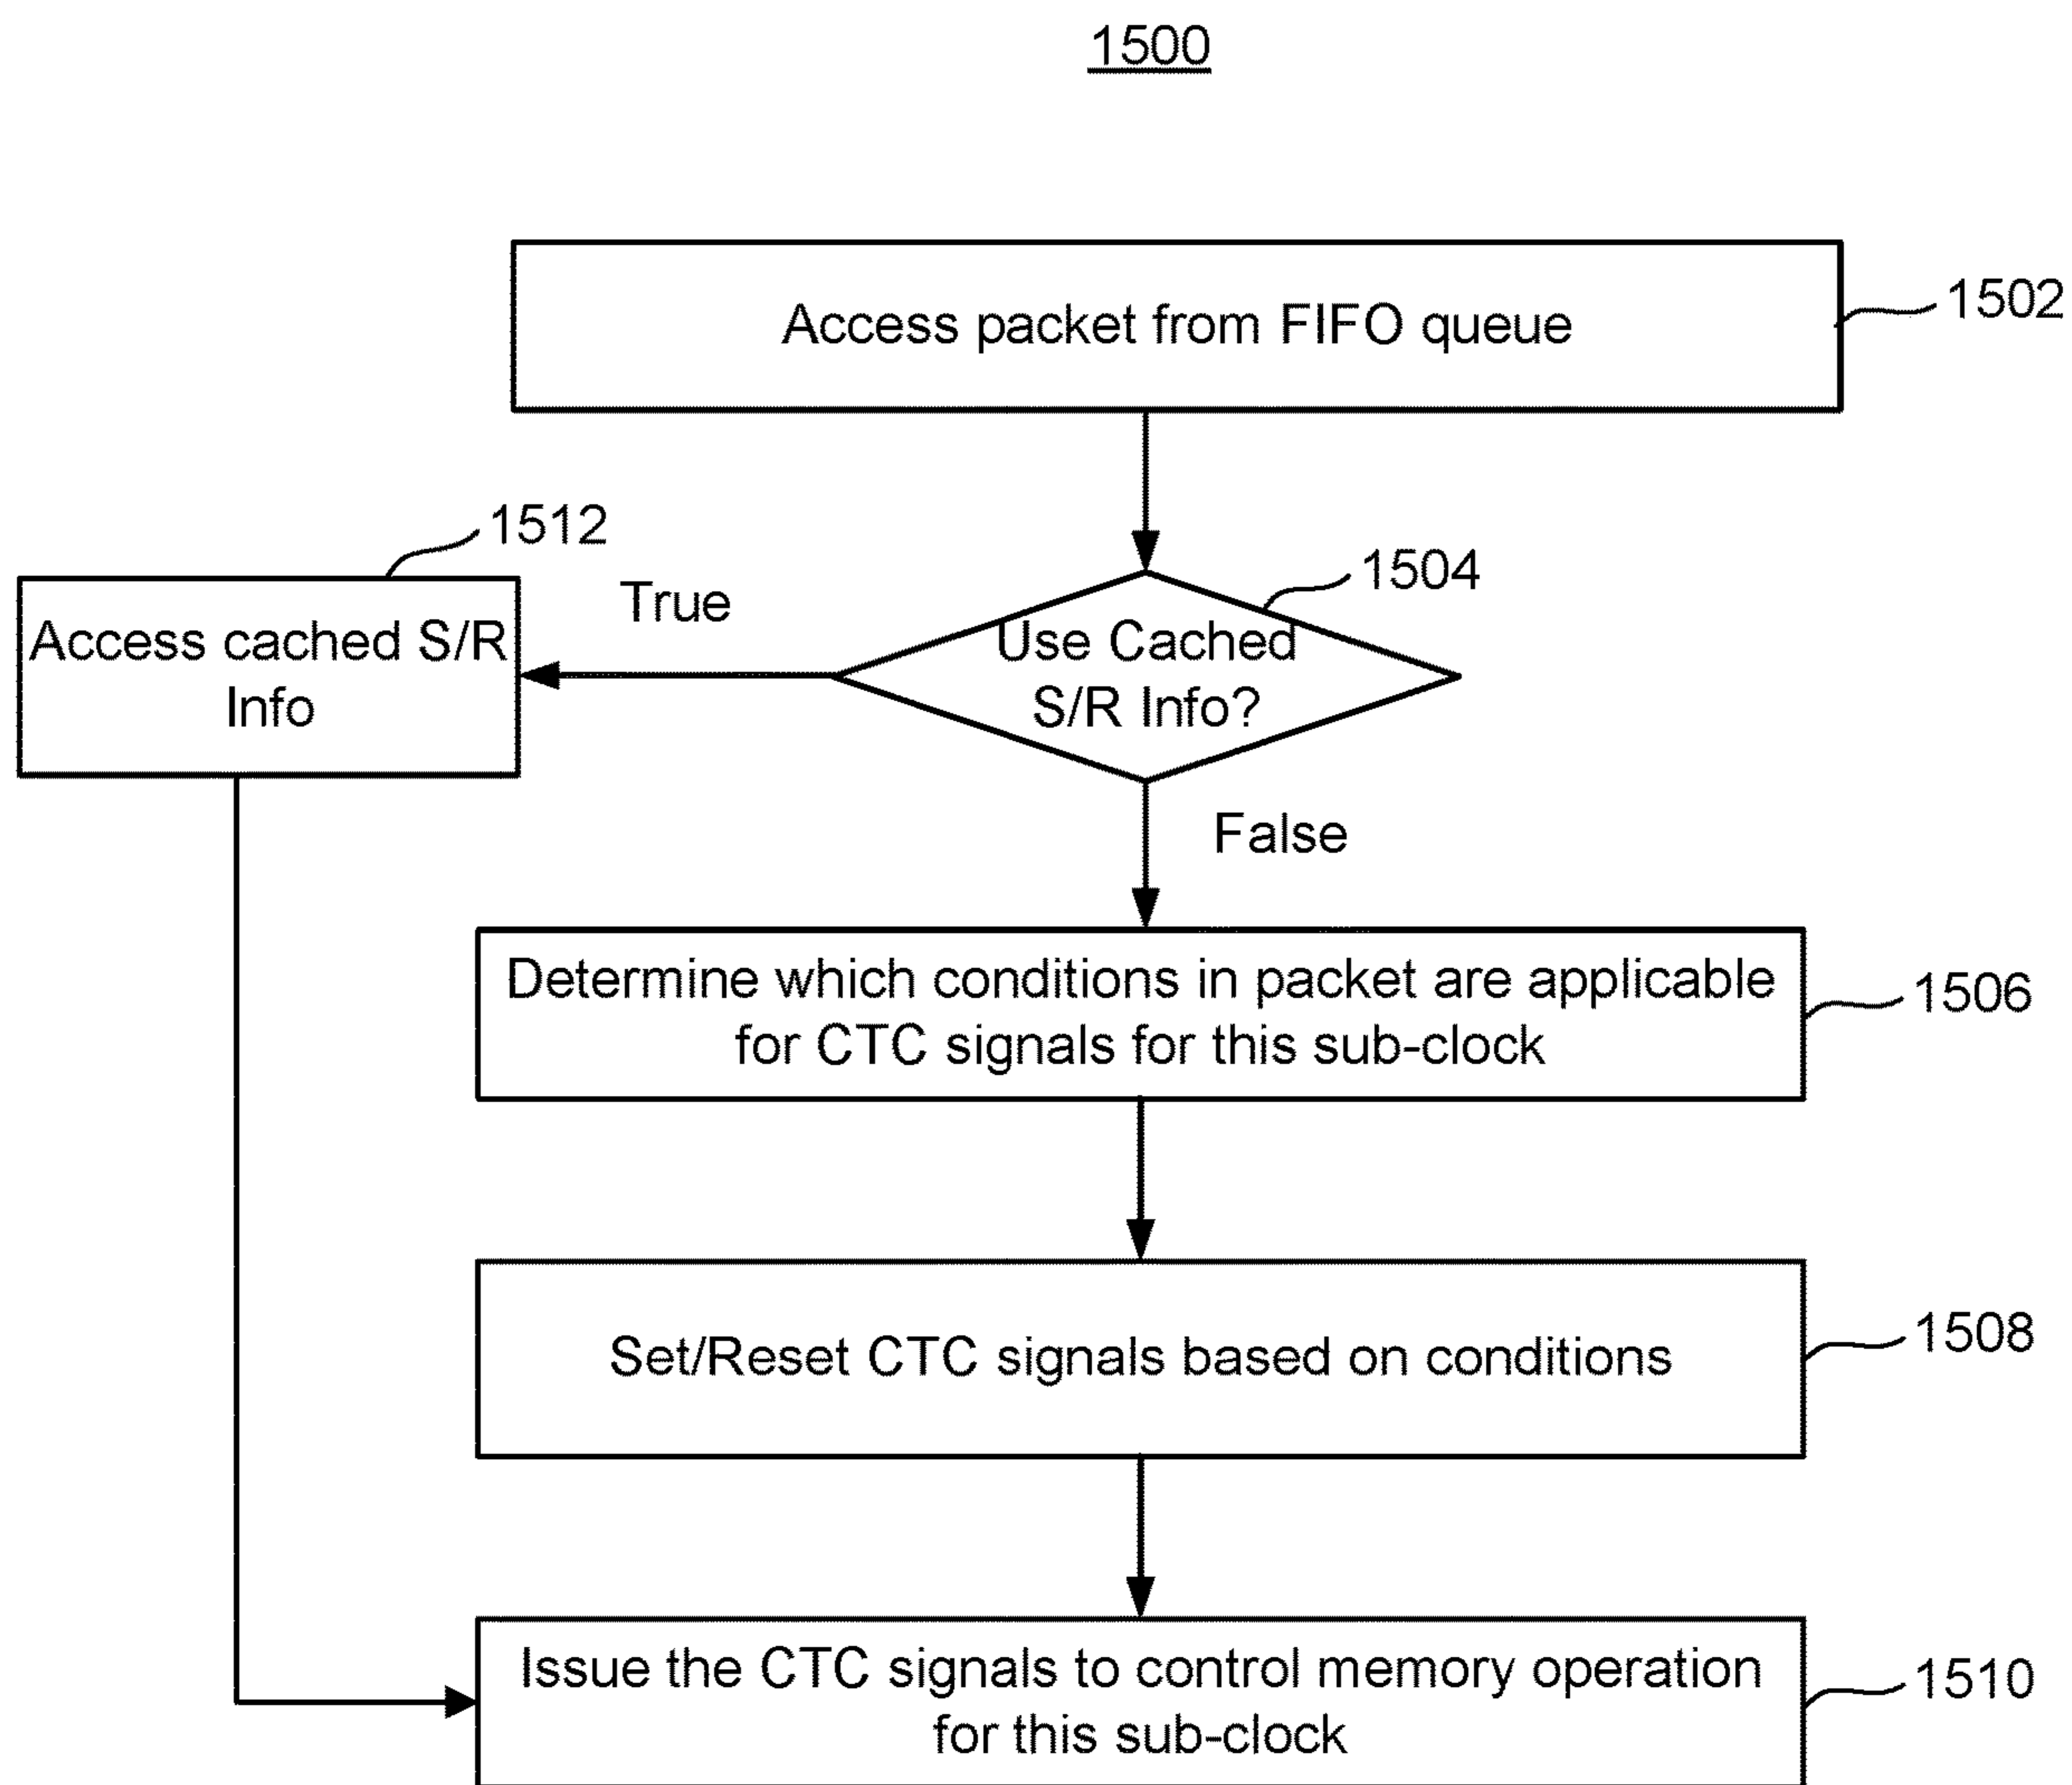 1500
Access packet from FIFO queue
1502
1512
1504
True
Access cached S/R
Info
Use Cached
S/R Info?
False
Determine which conditions in packet are applicable
for CTC signals for this sub-clock
1506
Set/Reset CTC signals based on conditions
1508
Issue the CTC signals to control memory operation
for this sub-clock
1510